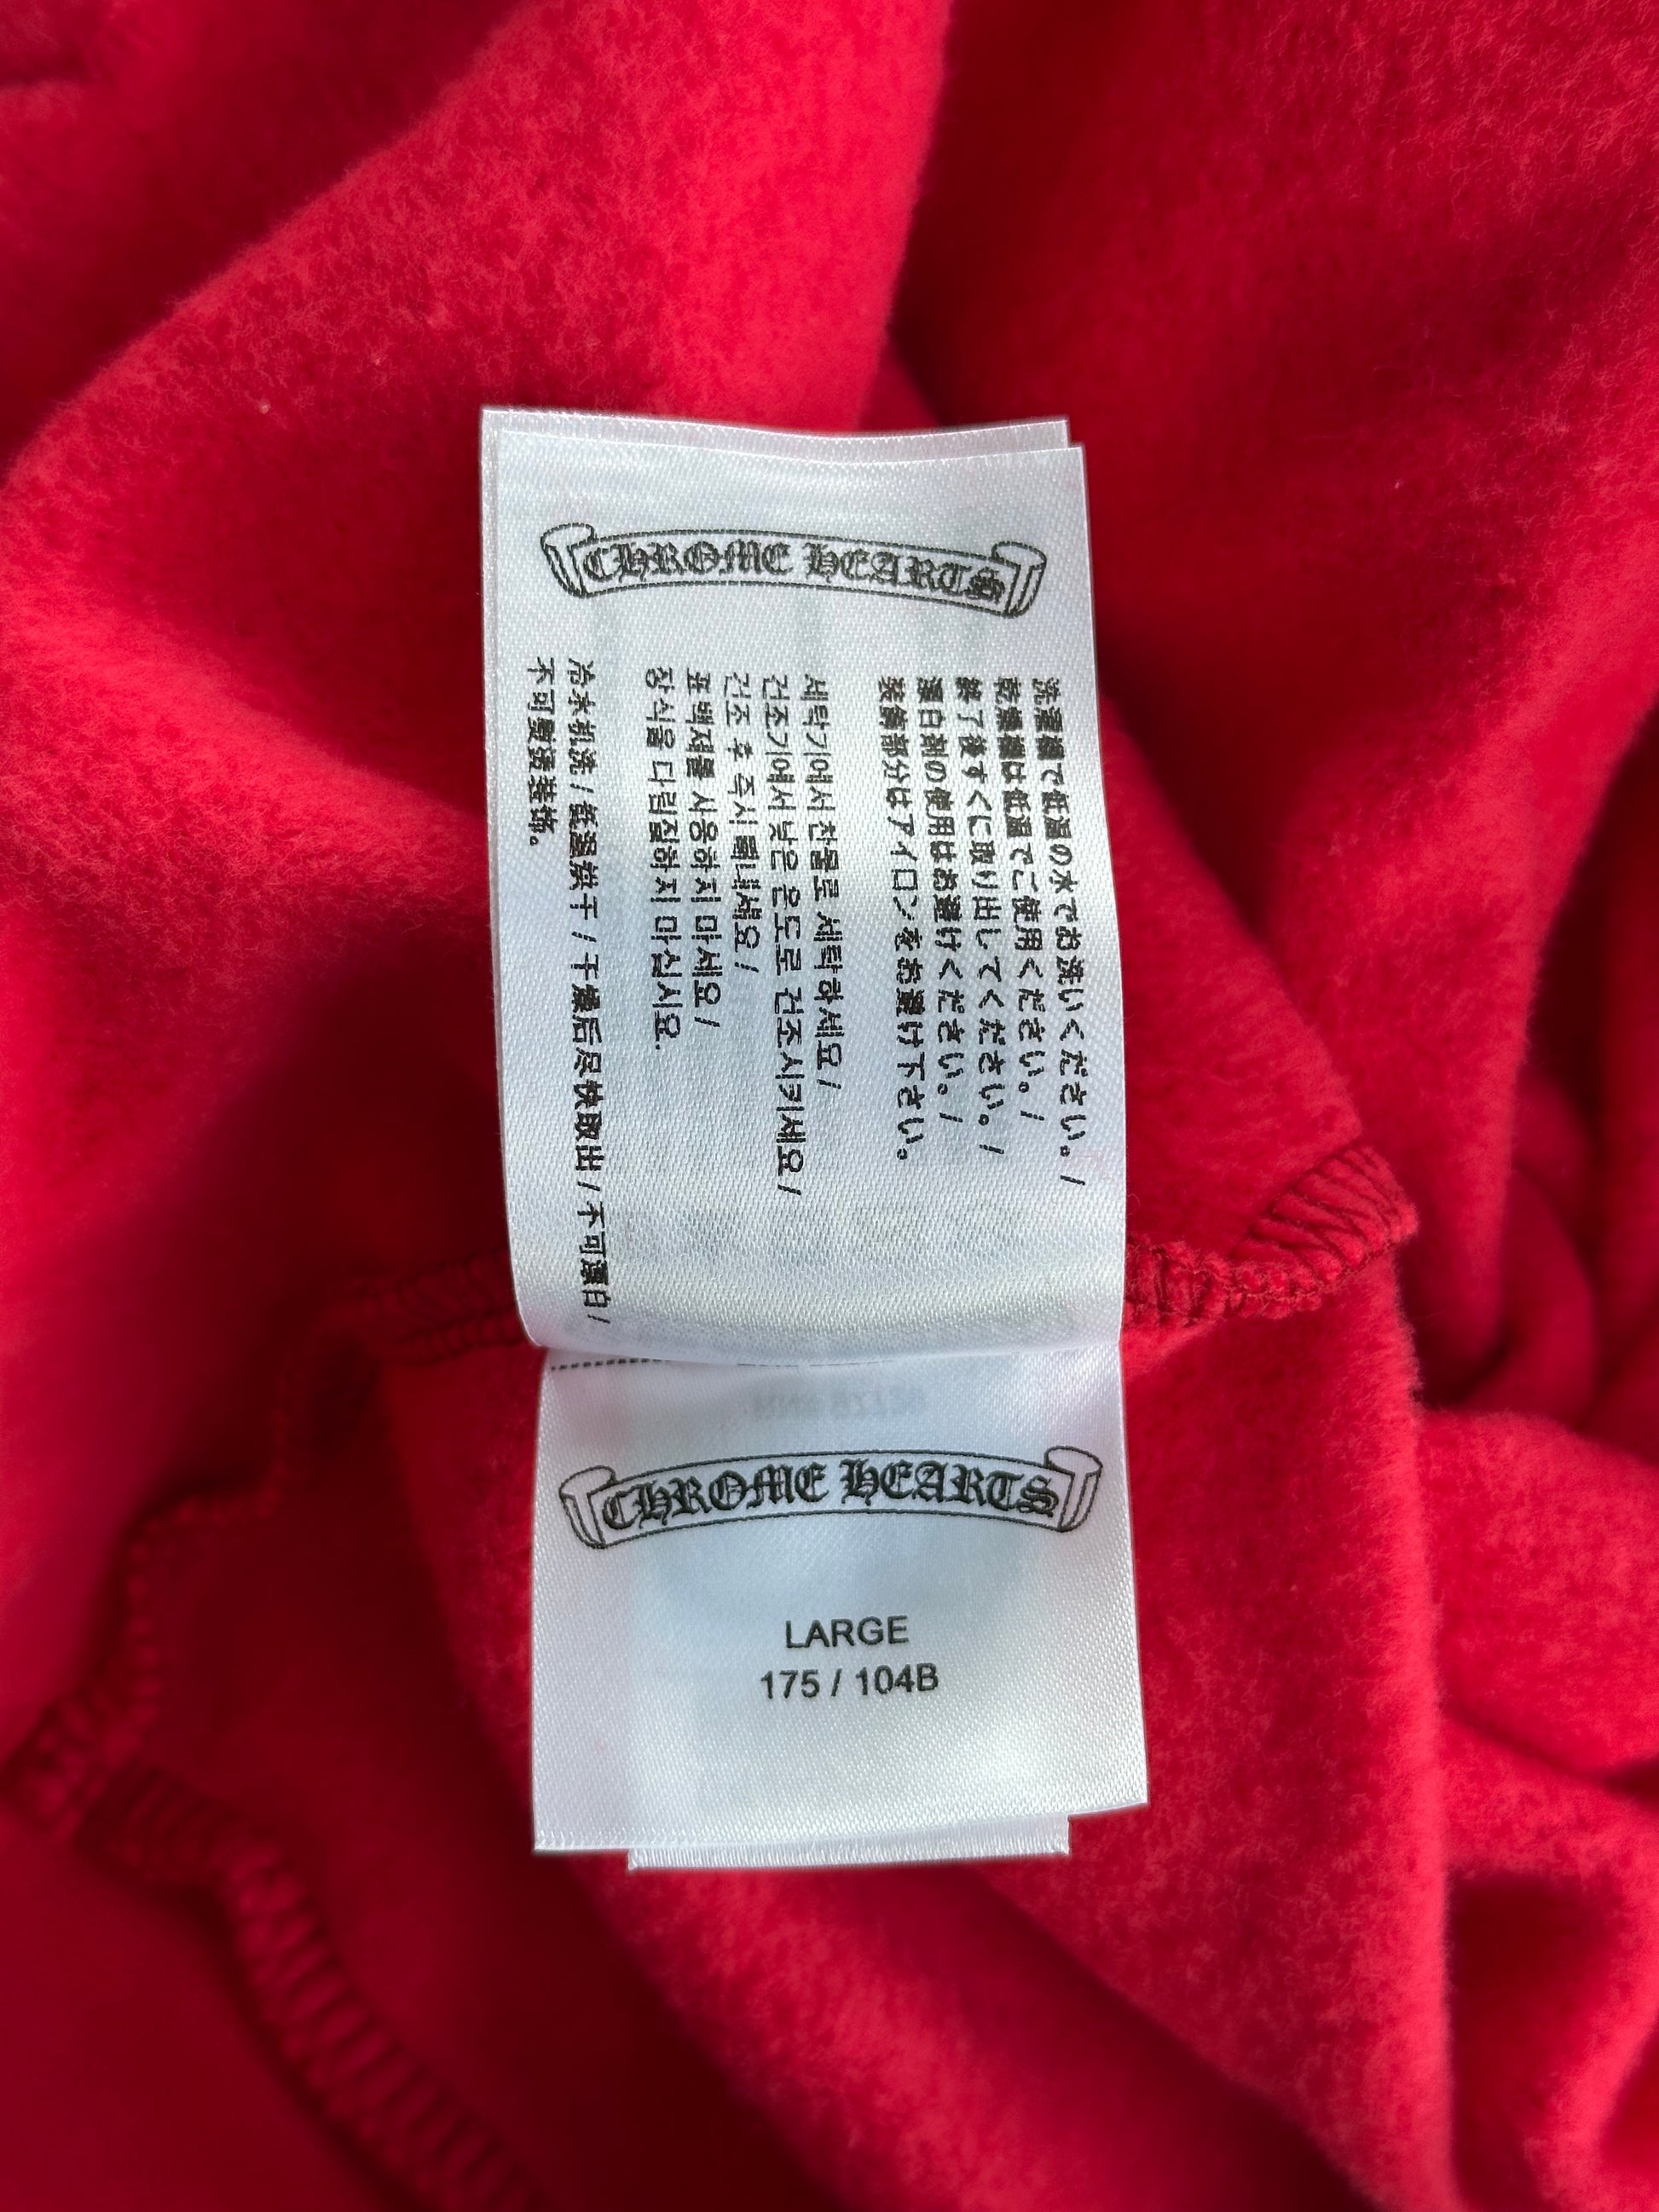 CHROME HEARTS
洗濯機で低温の水でお洗いください。/
乾燥機は低温でご使用ください。/
終了後すぐに取り出してください。/
漂白剤の使用はお避けください。/
装飾部分はアイロンをお避け下さい。
세탁기에서 찬물로 세탁하세요 /
건조기에서 낮은 온도로 건조시키세요 /
건조 후 즉시 꺼내세요 /
표백제를 사용하지 마세요 /
장식을 다림질하지 마십시요.
冷水机洗 / 低温烘干 / 干燥后尽快取出 / 不可漂白 /
不可熨烫装饰。
CHROME HEARTS
LARGE
175 / 104B